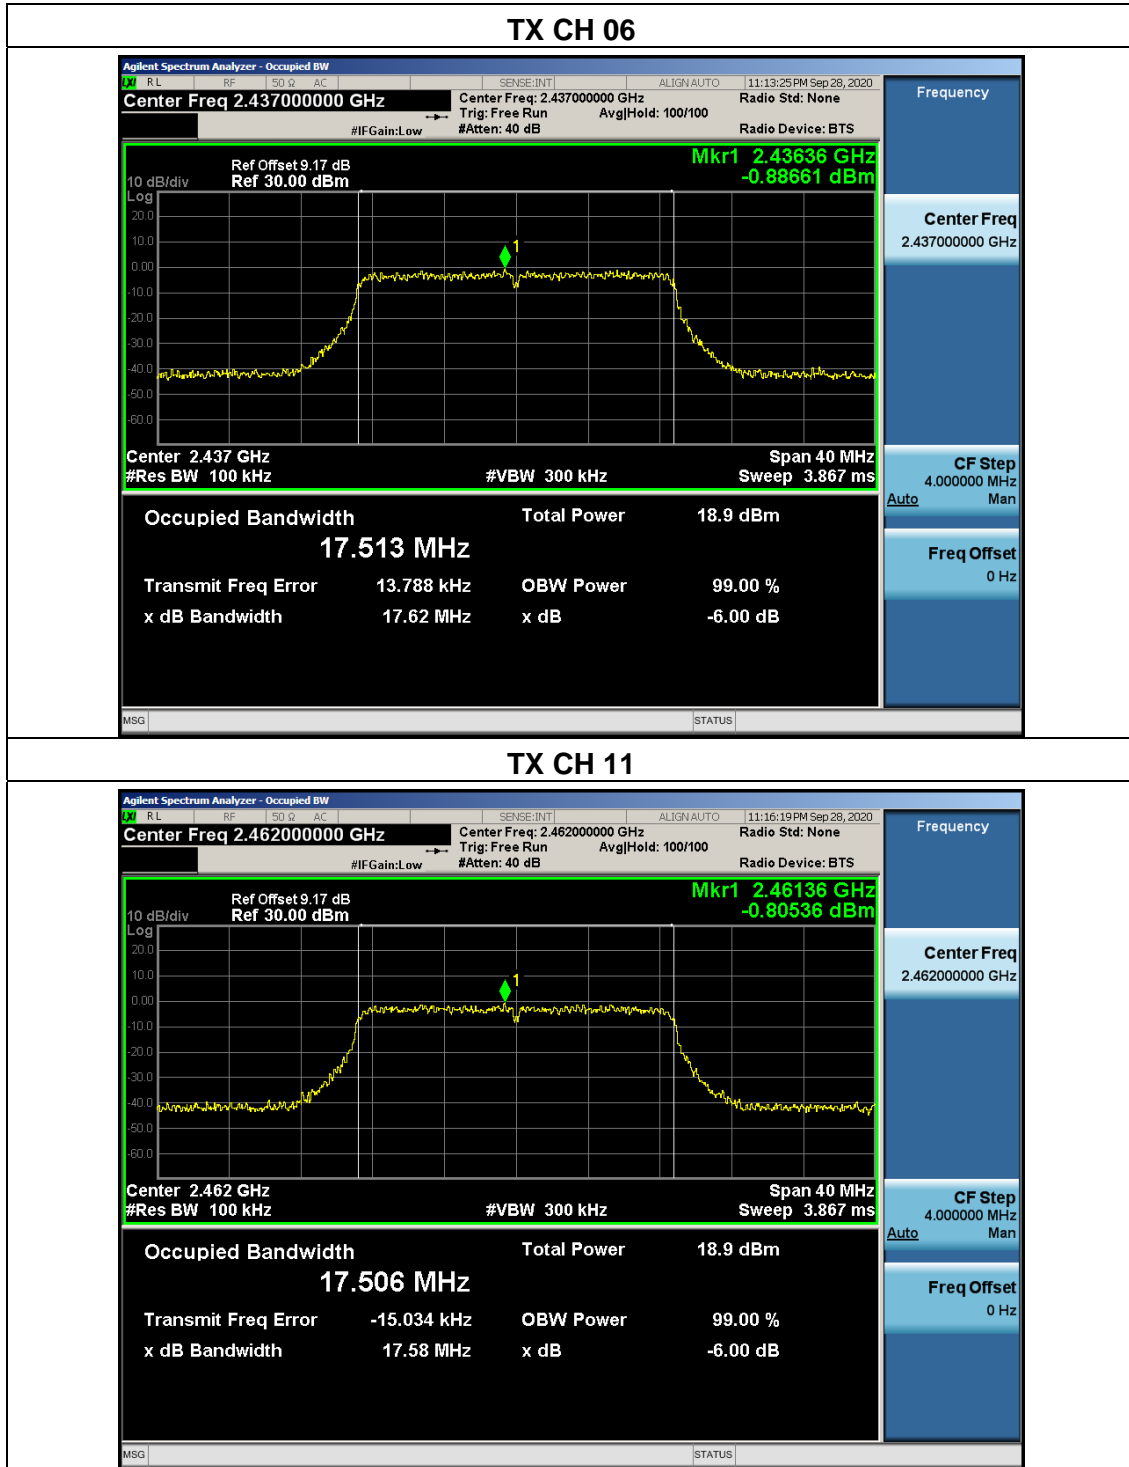 TX CH 06
Agilent Spectrum Analyzer - Occupied BW
LXI RL RF 50 Ω AC SENSE:INT ALIGN AUTO 11:13:25 PM Sep 28, 2020
Center Freq 2.437000000 GHz Center Freq: 2.437000000 GHz Radio Std: None Frequency
Trig: Free Run Avg|Hold: 100/100
#IFGain:Low #Atten: 40 dB Radio Device: BTS
Mkr1 2.43636 GHz
Ref Offset 9.17 dB
10 dB/div Ref 30.00 dBm -0.88661 dBm
Log
20.0
10.0
0.00
-10.0
-20.0
-30.0
-40.0
-50.0
-60.0
1
Center Freq
2.437000000 GHz
Center 2.437 GHz Span 40 MHz
#Res BW 100 kHz #VBW 300 kHz Sweep 3.867 ms
CF Step
4.000000 MHz
Auto Man
Freq Offset
0 Hz
Occupied Bandwidth Total Power 18.9 dBm
17.513 MHz
Transmit Freq Error 13.788 kHz OBW Power 99.00 %
x dB Bandwidth 17.62 MHz x dB -6.00 dB
MSG STATUS
TX CH 11
Agilent Spectrum Analyzer - Occupied BW
LXI RL RF 50 Ω AC SENSE:INT ALIGN AUTO 11:16:19 PM Sep 28, 2020
Center Freq 2.462000000 GHz Center Freq: 2.462000000 GHz Radio Std: None Frequency
Trig: Free Run Avg|Hold: 100/100
#IFGain:Low #Atten: 40 dB Radio Device: BTS
Mkr1 2.46136 GHz
Ref Offset 9.17 dB
10 dB/div Ref 30.00 dBm -0.80536 dBm
Log
20.0
10.0
0.00
-10.0
-20.0
-30.0
-40.0
-50.0
-60.0
1
Center Freq
2.462000000 GHz
Center 2.462 GHz Span 40 MHz
#Res BW 100 kHz #VBW 300 kHz Sweep 3.867 ms
CF Step
4.000000 MHz
Auto Man
Freq Offset
0 Hz
Occupied Bandwidth Total Power 18.9 dBm
17.506 MHz
Transmit Freq Error -15.034 kHz OBW Power 99.00 %
x dB Bandwidth 17.58 MHz x dB -6.00 dB
MSG STATUS